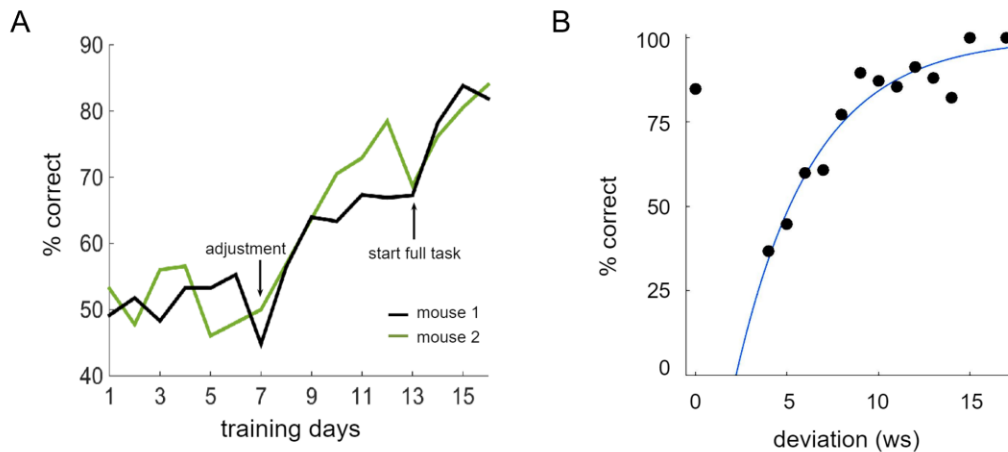 A
% correct
90
80
70
60
50
40
adjustment
start full task
mouse 1
mouse 2
1 3 5 7 9 11 13 15
training days
B
% correct
100
75
50
25
0
0 5 10 15
deviation (ws)